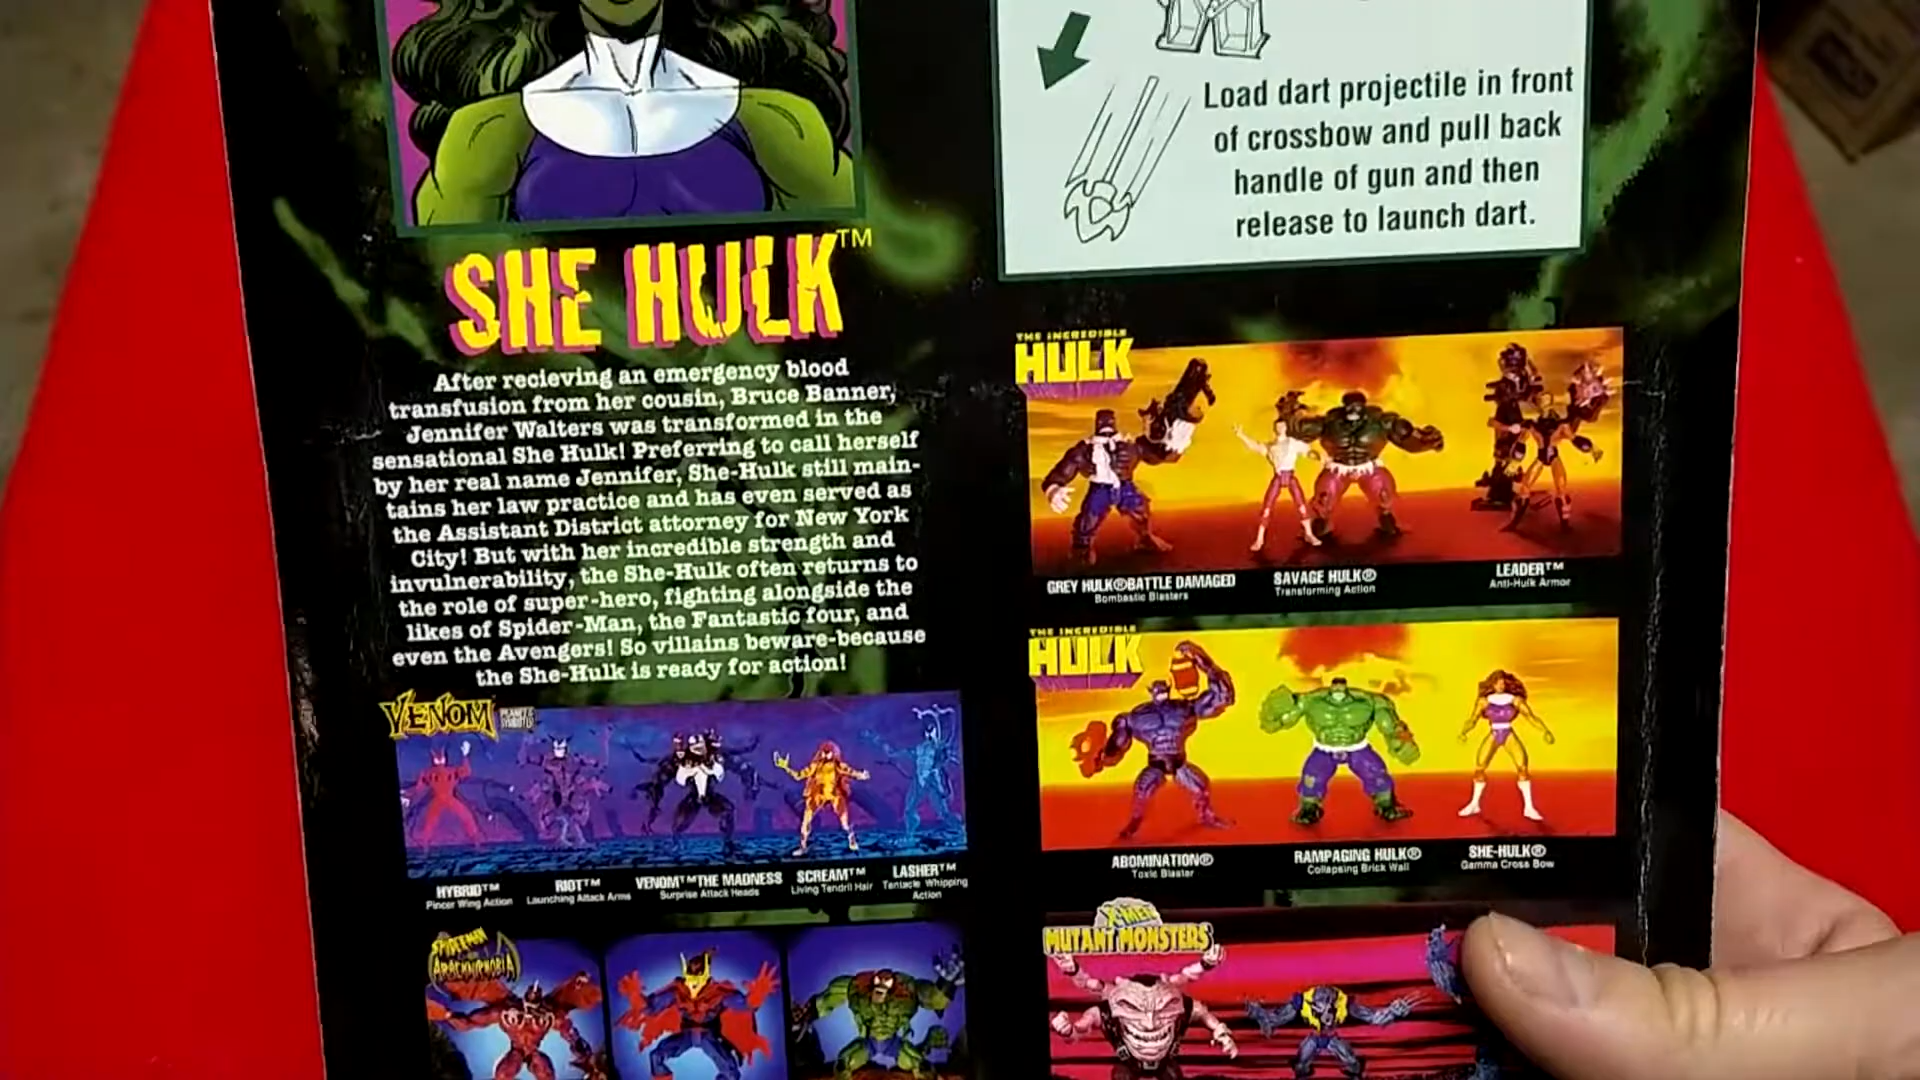 Load dart projectile in front
of crossbow and pull back
handle of gun and then
release to launch dart.
SHE HULK™
After recieving an emergency blood
transfusion from her cousin, Bruce Banner,
Jennifer Walters was transformed in the
sensational She Hulk! Preferring to call herself
by her real name Jennifer, She-Hulk still main-
tains her law practice and has even served as
the Assistant District attorney for New York
City! But with her incredible strength and
invulnerability, the She-Hulk often returns to
the role of super-hero, fighting alongside the
likes of Spider-Man, the Fantastic four, and
even the Avengers! So villains beware-because
the She-Hulk is ready for action!
THE INCREDIBLE
HULK
GREY HULK® BATTLE DAMAGED
Bombastic Blasters
SAVAGE HULK®
Transforming Action
LEADER™
Anti-Hulk Armor
THE INCREDIBLE
HULK
ABOMINATION®
Toxic Blaster
RAMPAGING HULK®
Collapsing Brick Wall
SHE-HULK®
Gamma Cross Bow
VENOM
PLANET OF THE
SYMBIOTES
HYBRID™
Pincer Wing Action
RIOT™
Launching Attack Arms
VENOM™ THE MADNESS
Surprise Attack Heads
SCREAM™
Living Tendril Hair
LASHER™
Tentacle Whipping
Action
SPIDER-MAN
ARACHNIPHOBIA
X-MEN
MUTANT MONSTERS